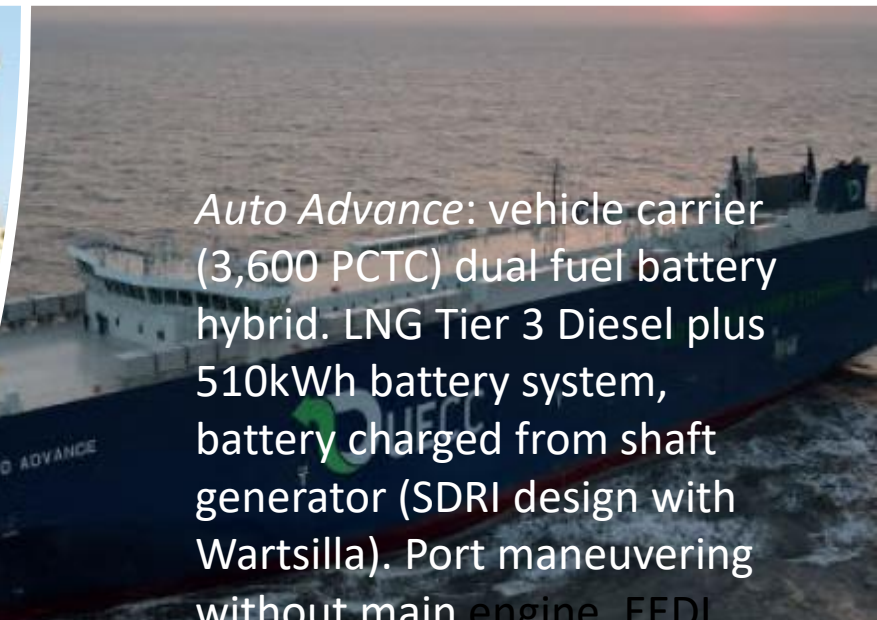 Auto Advance: vehicle carrier
(3,600 PCTC) dual fuel battery
hybrid. LNG Tier 3 Diesel plus
510kWh battery system,
battery charged from shaft
generator (SDRI design with
Wartsilla). Port maneuvering
without main engine. EEDI
UECC
O ADVANCE